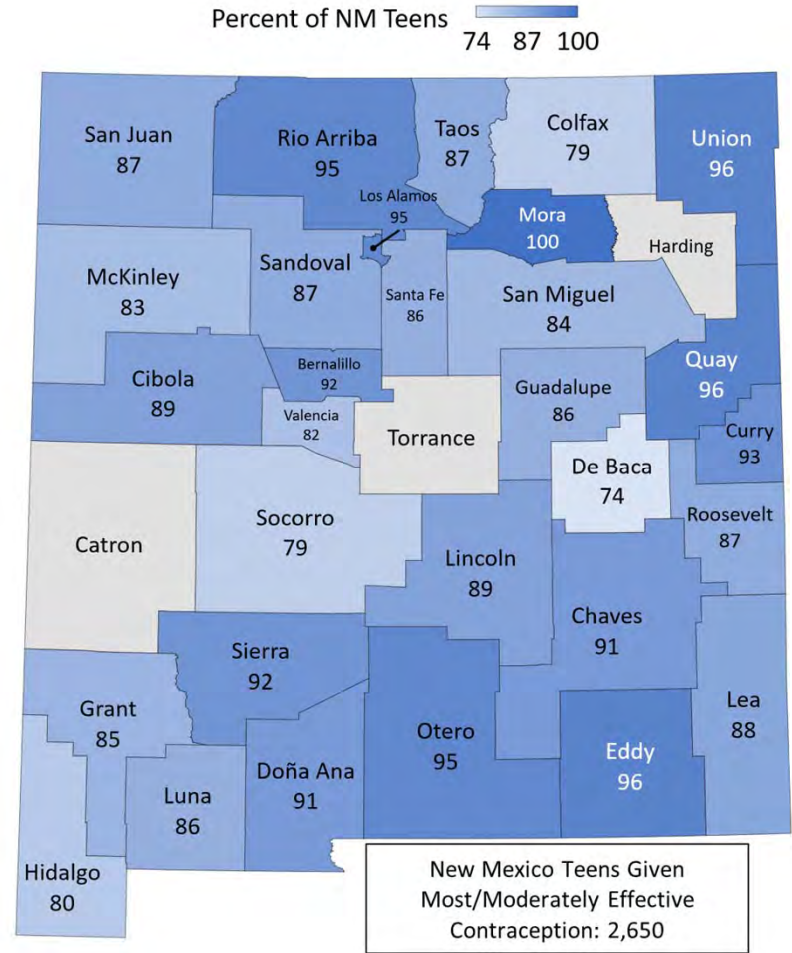 Percent of NM Teens
74 87 100
San Juan
87
Rio Arriba
95
Taos
87
Colfax
79
Union
96
Los Alamos
95
Mora
100
Harding
McKinley
83
Sandoval
87
Santa Fe
86
San Miguel
84
Quay
96
Cibola
89
Bernalillo
92
Valencia
82
Torrance
Guadalupe
86
Curry
93
De Baca
74
Roosevelt
87
Catron
Socorro
79
Lincoln
89
Chaves
91
Sierra
92
Grant
85
Lea
88
Otero
95
Eddy
96
Doña Ana
91
Luna
86
Hidalgo
80
New Mexico Teens Given
Most/Moderately Effective
Contraception: 2,650